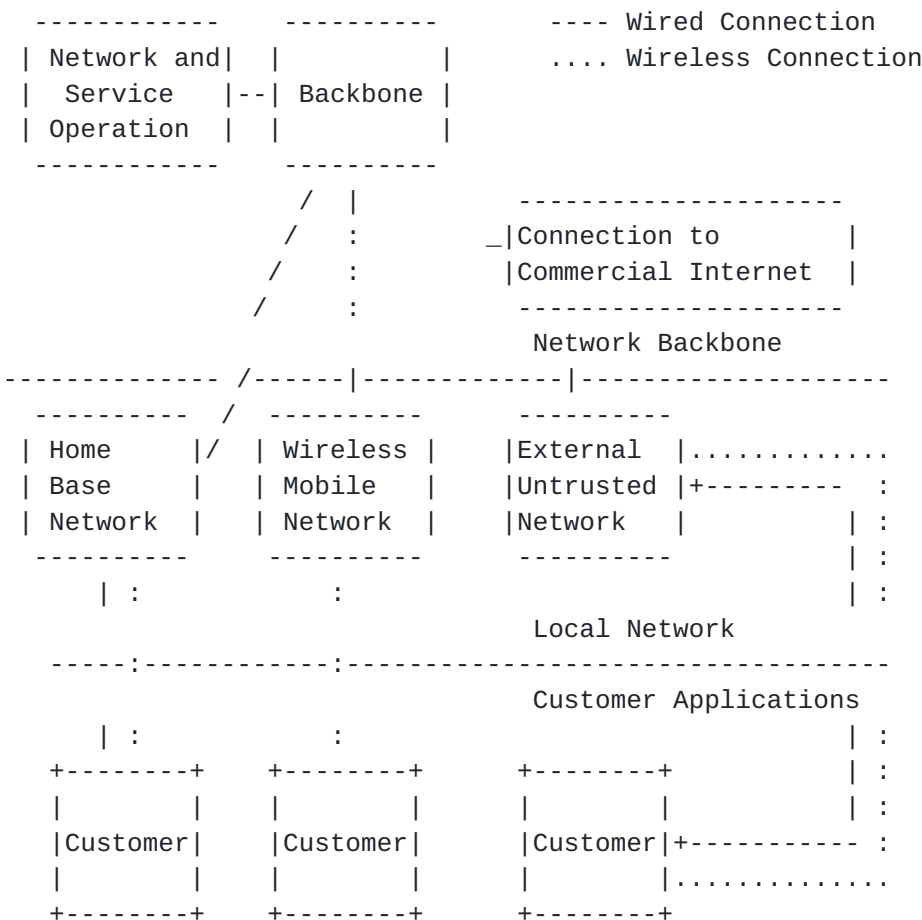 ---- Wired Connection
.... Wireless Connection
Network and
Service
Operation
Backbone
Connection to
Commercial Internet
Network Backbone
Home
Base
Network
Wireless
Mobile
Network
External
Untrusted
Network
Local Network
Customer Applications
Customer
Customer
Customer